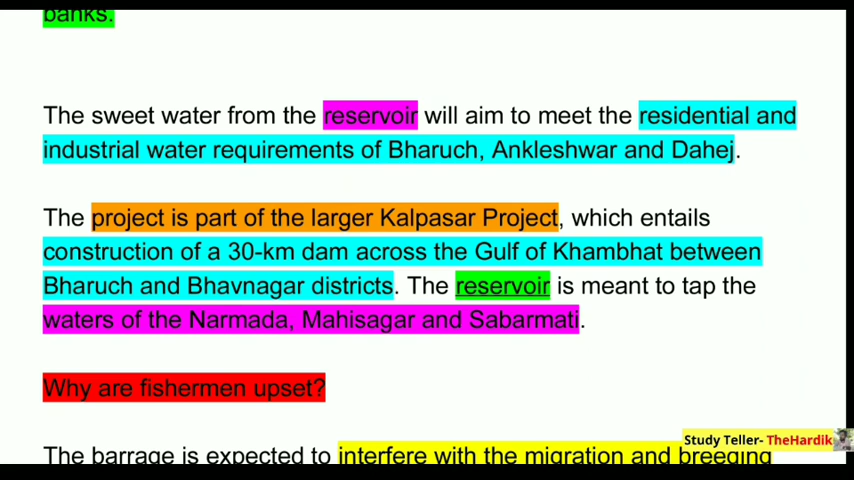 banks.
The sweet water from the reservoir will aim to meet the residential and
industrial water requirements of Bharuch, Ankleshwar and Dahej.
The project is part of the larger Kalpasar Project, which entails
construction of a 30-km dam across the Gulf of Khambhat between
Bharuch and Bhavnagar districts. The reservoir is meant to tap the
waters of the Narmada, Mahisagar and Sabarmati.
Why are fishermen upset?
Study Teller- TheHardik
The barrage is expected to interfere with the migration and breeding